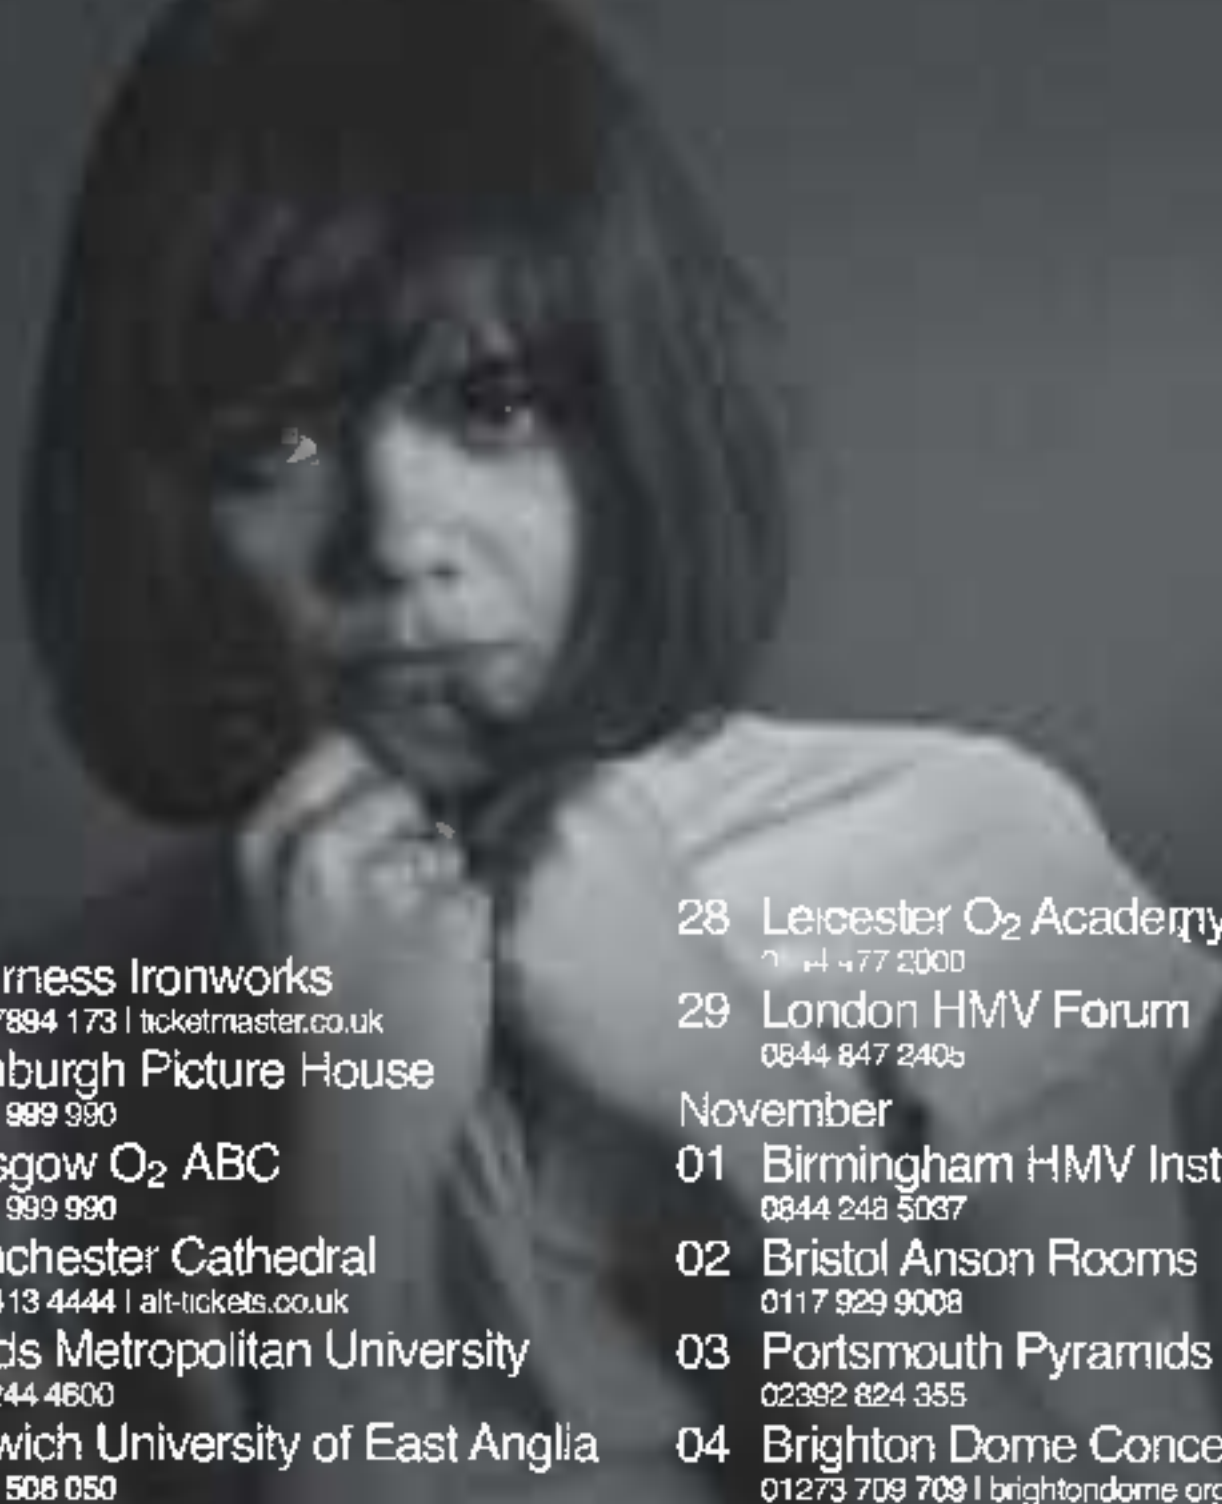 rness Ironworks
7894 173 | ticketmaster.co.uk
burgh Picture House
999 990
sgow O₂ ABC
999 990
chester Cathedral
13 4444 | alt-tickets.co.uk
ds Metropolitan University
244 4600
wich University of East Anglia
508 050
28 Leicester O₂ Academy
477 2000
29 London HMV Forum
0844 847 2405
November
01 Birmingham HMV Inst
0844 248 5037
02 Bristol Anson Rooms
0117 929 9008
03 Portsmouth Pyramids
02392 824 355
04 Brighton Dome Conce
01273 709 709 | brightondome.org